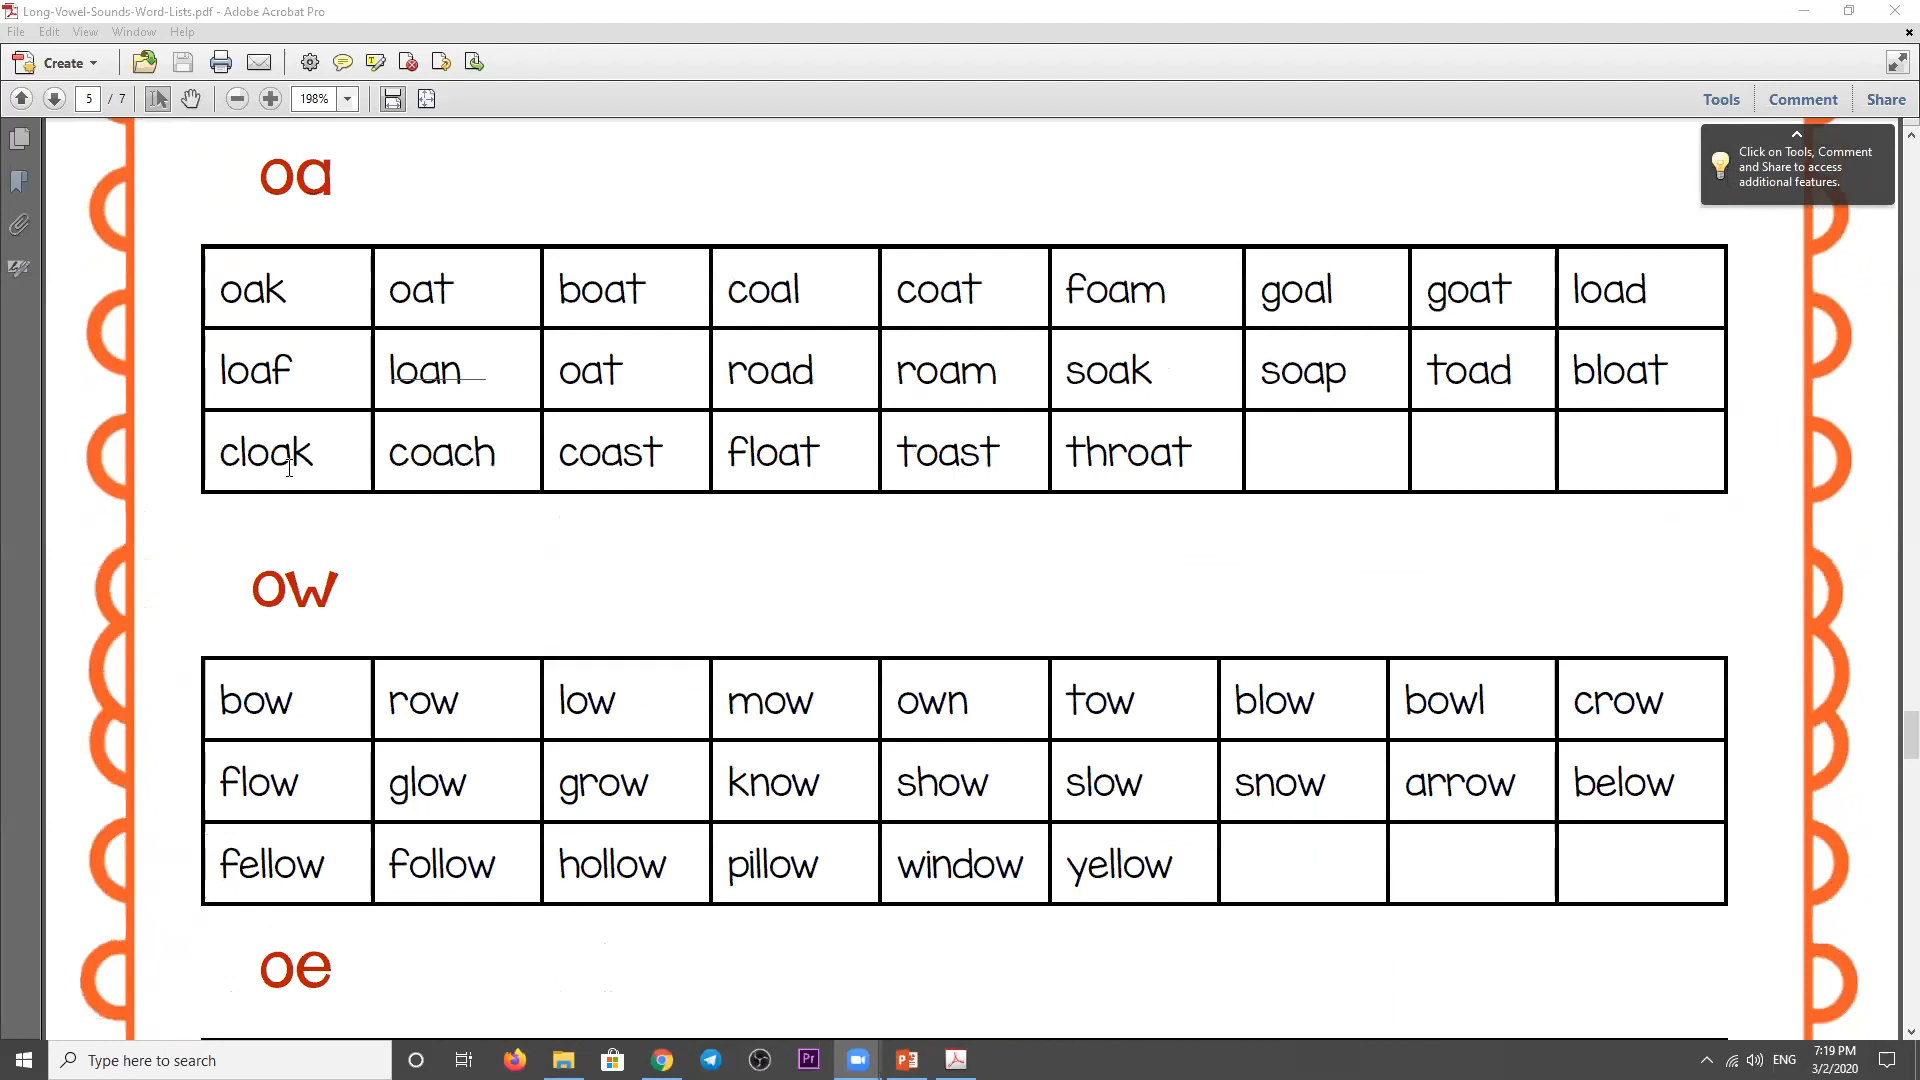 Long-Vowel-Sounds-Word-Lists.pdf - Adobe Acrobat Pro
File Edit View Window Help
Create
5 / 7 198% Tools Comment Share
Click on Tools, Comment
and Share to access
additional features.
oa
oak oat boat coal coat foam goal goat load
loaf loan oat road roam soak soap toad bloat
cloak coach coast float toast throat
ow
bow row low mow own tow blow bowl crow
flow glow grow know show slow snow arrow below
fellow follow hollow pillow window yellow
oe
Type here to search
Pr
ENG
7:19 PM
3/2/2020